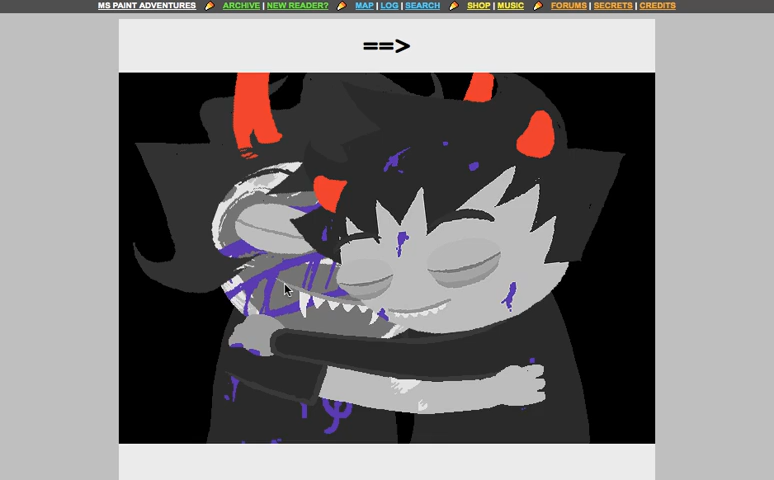 MS PAINT ADVENTURES ARCHIVE | NEW READER? MAP | LOG | SEARCH SHOP | MUSIC FORUMS | SECRETS | CREDITS
==>